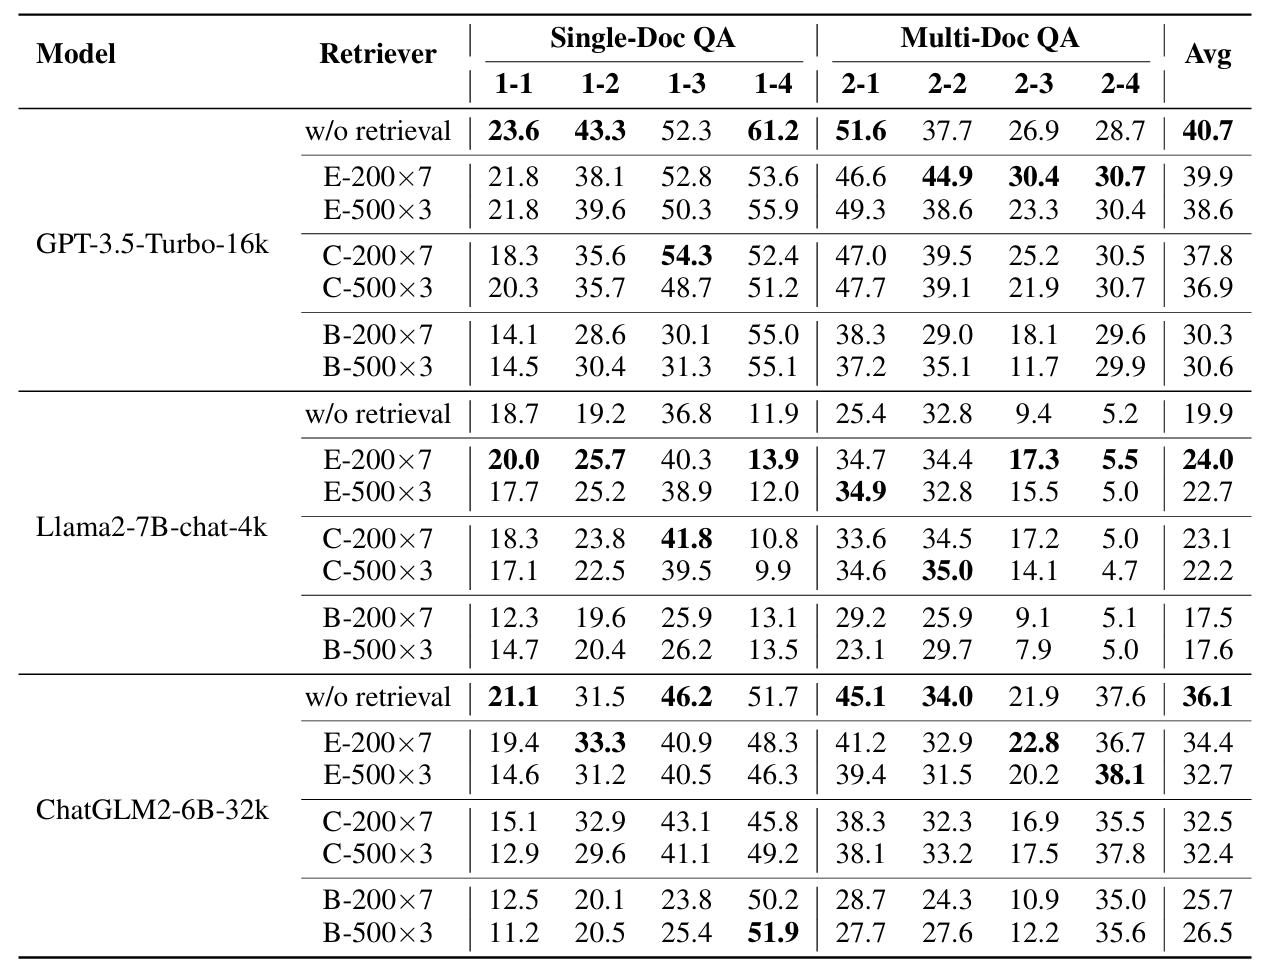 Model Retriever Single-Doc QA Multi-Doc QA Avg
1-1 1-2 1-3 1-4 2-1 2-2 2-3 2-4
GPT-3.5-Turbo-16k
w/o retrieval 23.6 43.3 52.3 61.2 51.6 37.7 26.9 28.7 40.7
E-200×7 21.8 38.1 52.8 53.6 46.6 44.9 30.4 30.7 39.9
E-500×3 21.8 39.6 50.3 55.9 49.3 38.6 23.3 30.4 38.6
C-200×7 18.3 35.6 54.3 52.4 47.0 39.5 25.2 30.5 37.8
C-500×3 20.3 35.7 48.7 51.2 47.7 39.1 21.9 30.7 36.9
B-200×7 14.1 28.6 30.1 55.0 38.3 29.0 18.1 29.6 30.3
B-500×3 14.5 30.4 31.3 55.1 37.2 35.1 11.7 29.9 30.6
Llama2-7B-chat-4k
w/o retrieval 18.7 19.2 36.8 11.9 25.4 32.8 9.4 5.2 19.9
E-200×7 20.0 25.7 40.3 13.9 34.7 34.4 17.3 5.5 24.0
E-500×3 17.7 25.2 38.9 12.0 34.9 32.8 15.5 5.0 22.7
C-200×7 18.3 23.8 41.8 10.8 33.6 34.5 17.2 5.0 23.1
C-500×3 17.1 22.5 39.5 9.9 34.6 35.0 14.1 4.7 22.2
B-200×7 12.3 19.6 25.9 13.1 29.2 25.9 9.1 5.1 17.5
B-500×3 14.7 20.4 26.2 13.5 23.1 29.7 7.9 5.0 17.6
ChatGLM2-6B-32k
w/o retrieval 21.1 31.5 46.2 51.7 45.1 34.0 21.9 37.6 36.1
E-200×7 19.4 33.3 40.9 48.3 41.2 32.9 22.8 36.7 34.4
E-500×3 14.6 31.2 40.5 46.3 39.4 31.5 20.2 38.1 32.7
C-200×7 15.1 32.9 43.1 45.8 38.3 32.3 16.9 35.5 32.5
C-500×3 12.9 29.6 41.1 49.2 38.1 33.2 17.5 37.8 32.4
B-200×7 12.5 20.1 23.8 50.2 28.7 24.3 10.9 35.0 25.7
B-500×3 11.2 20.5 25.4 51.9 27.7 27.6 12.2 35.6 26.5